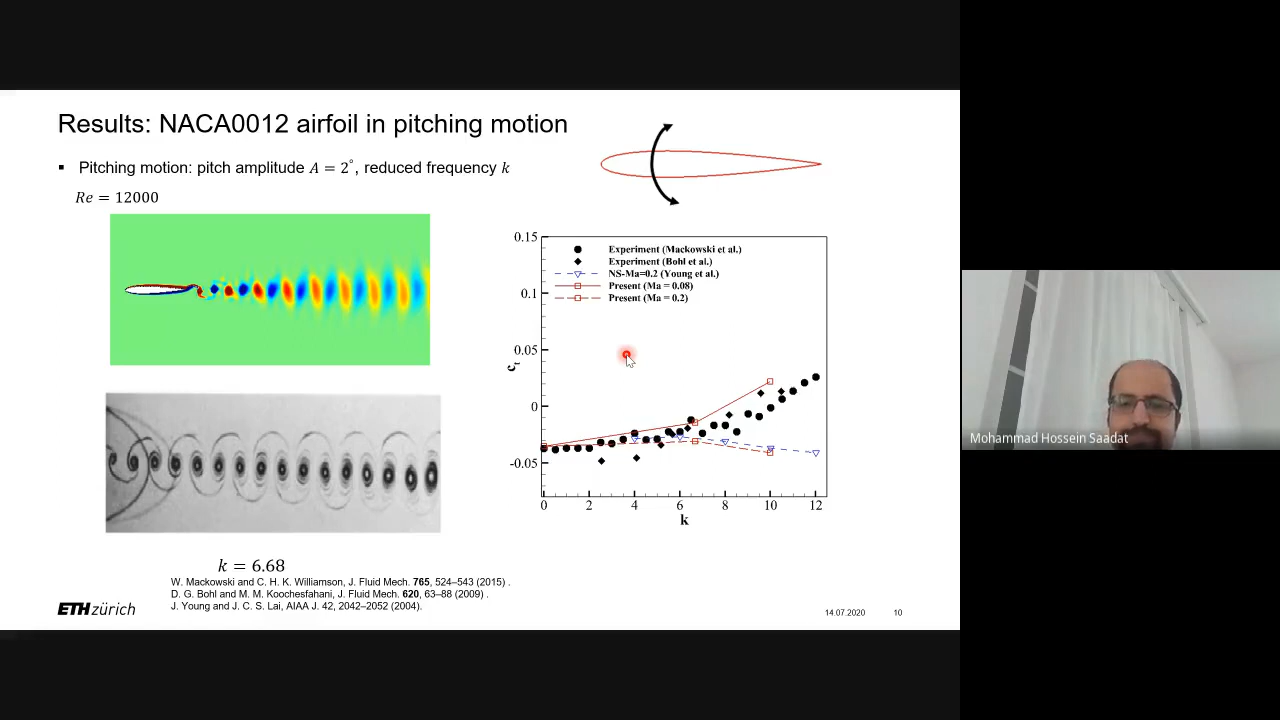 Results: NACA0012 airfoil in pitching motion
▪ Pitching motion: pitch amplitude A = 2°, reduced frequency k
Re = 12000
0.15
0.1
0.05
0
-0.05
c_t
Experiment (Mackowski et al.)
Experiment (Bohl et al.)
NS-Ma=0.2 (Young et al.)
Present (Ma = 0.08)
Present (Ma = 0.2)
0 2 4 6 8 10 12
k
k = 6.68
W. Mackowski and C. H. K. Williamson, J. Fluid Mech. 765, 524–543 (2015) .
D. G. Bohl and M. M. Koochesfahani, J. Fluid Mech. 620, 63–88 (2009) .
J. Young and J. C. S. Lai, AIAA J. 42, 2042–2052 (2004).
ETH zürich
14.07.2020 10
Mohammad Hossein Saadat